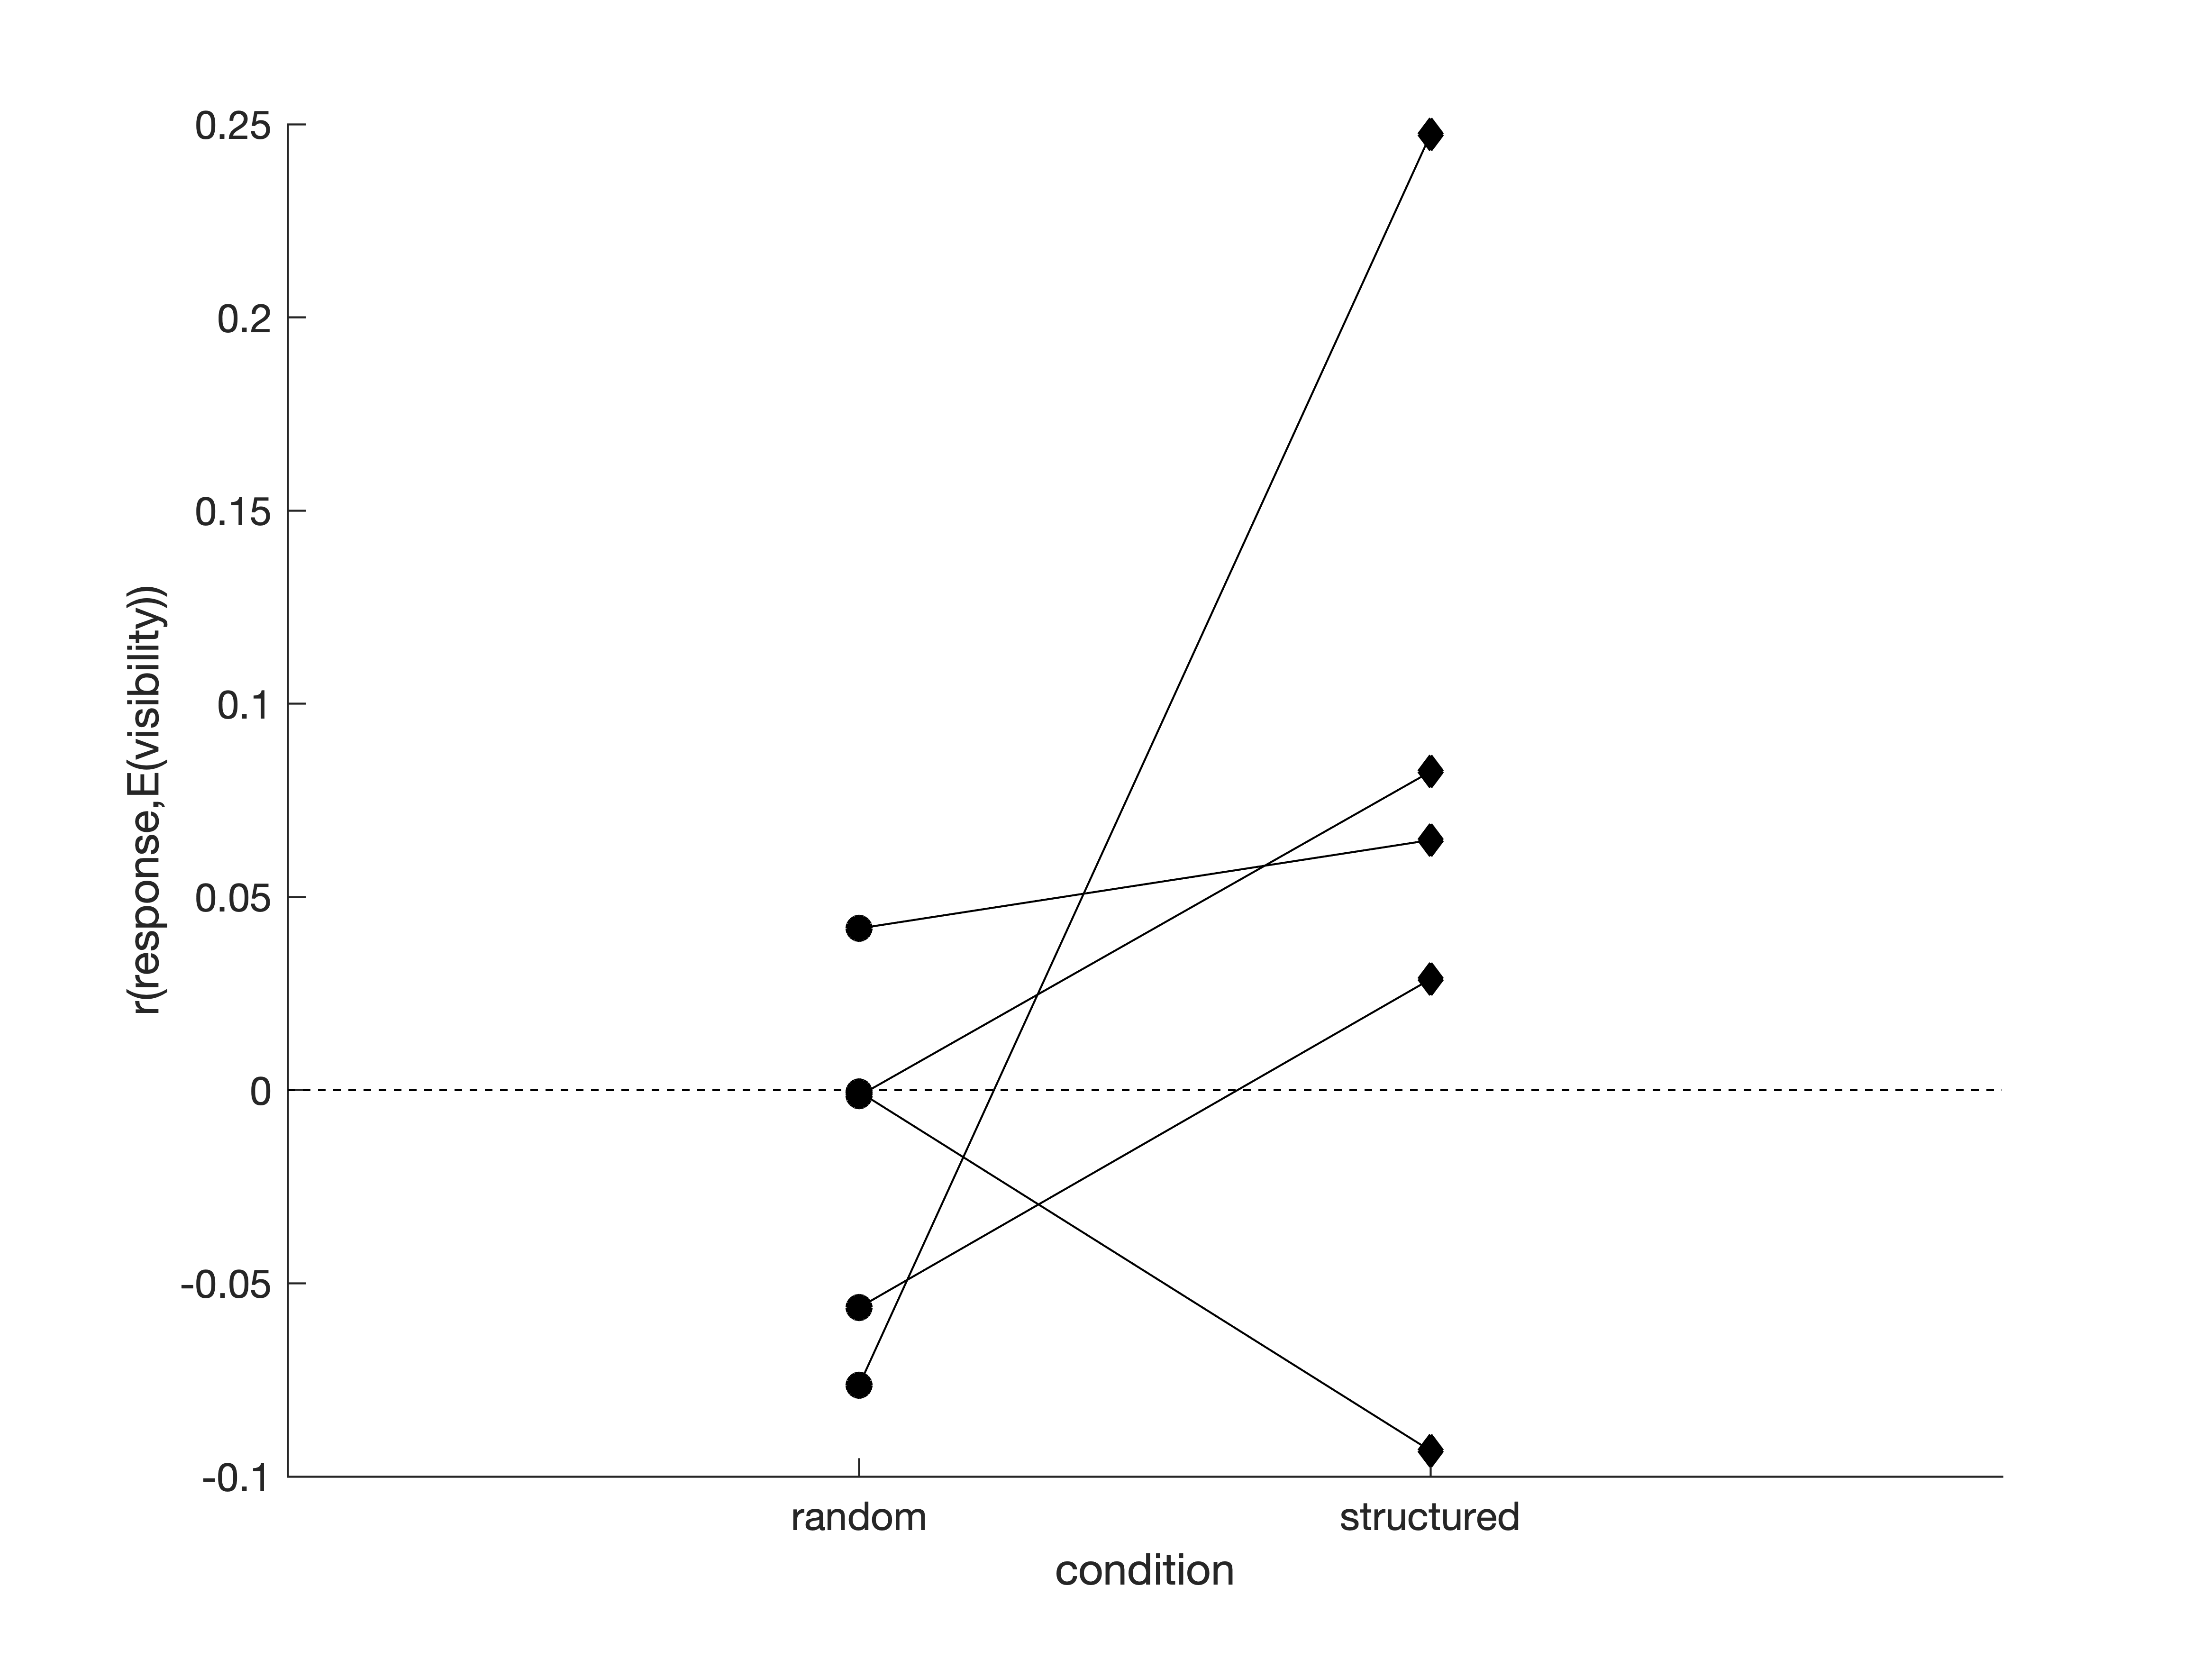 0.25
0.2
0.15
0.1
0.05
0
-0.05
-0.1
r(response,E(visibility))
random structured
condition